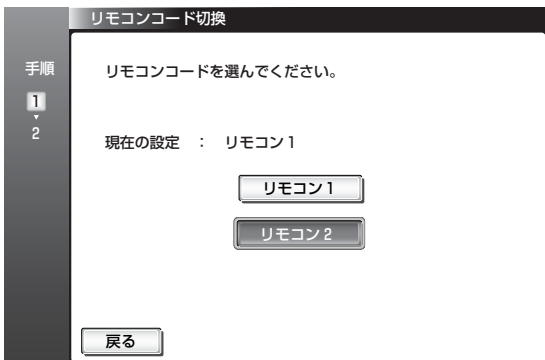 リモコンコード切換
手順
1
2
リモコンコードを選んでください。
現在の設定 : リモコン1
リモコン1
リモコン2
戻る